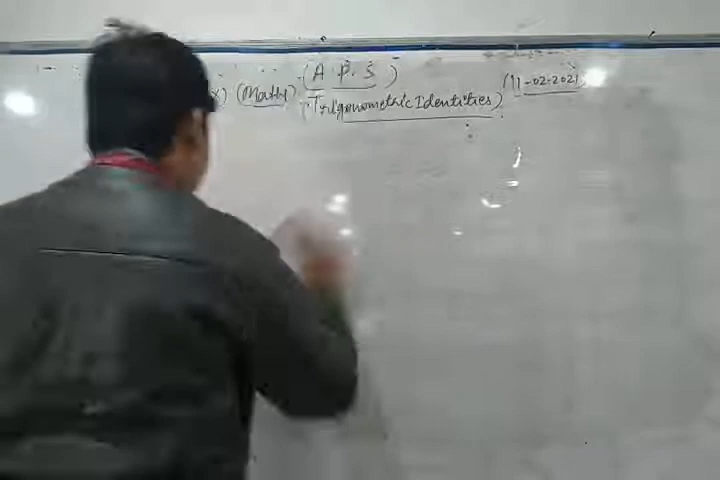 (A.P.S)
X) (Maths) (11-02-2021
(Trigonometric Identities)